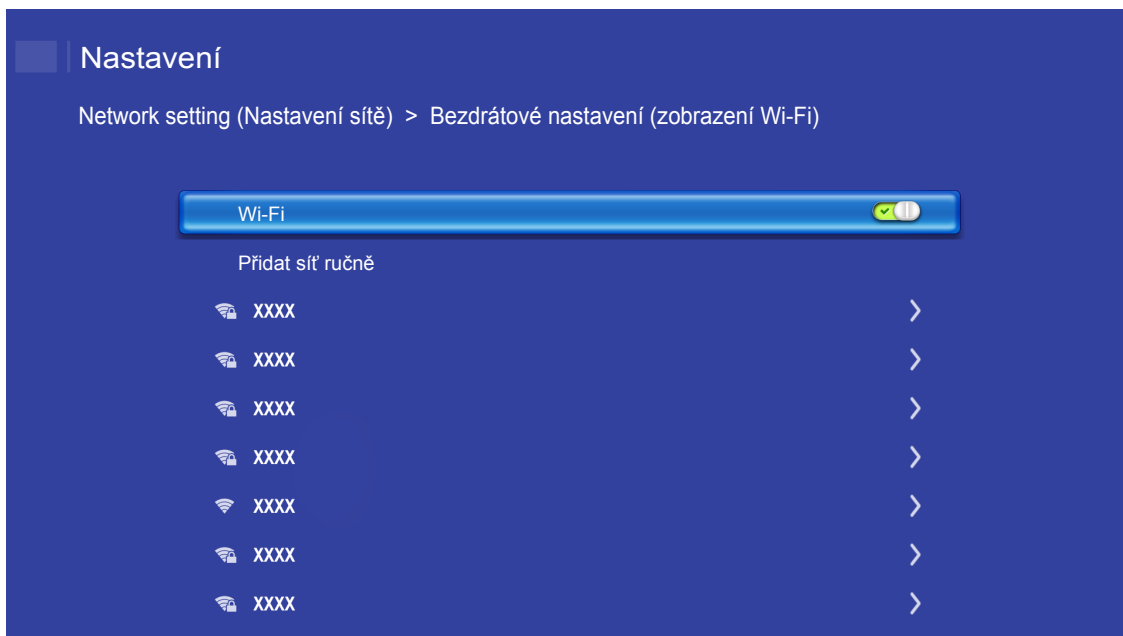 Nastavení
Network setting (Nastavení sítě) > Bezdrátové nastavení (zobrazení Wi-Fi)
Wi-Fi
Přidat síť ručně
XXXX
XXXX
XXXX
XXXX
XXXX
XXXX
XXXX